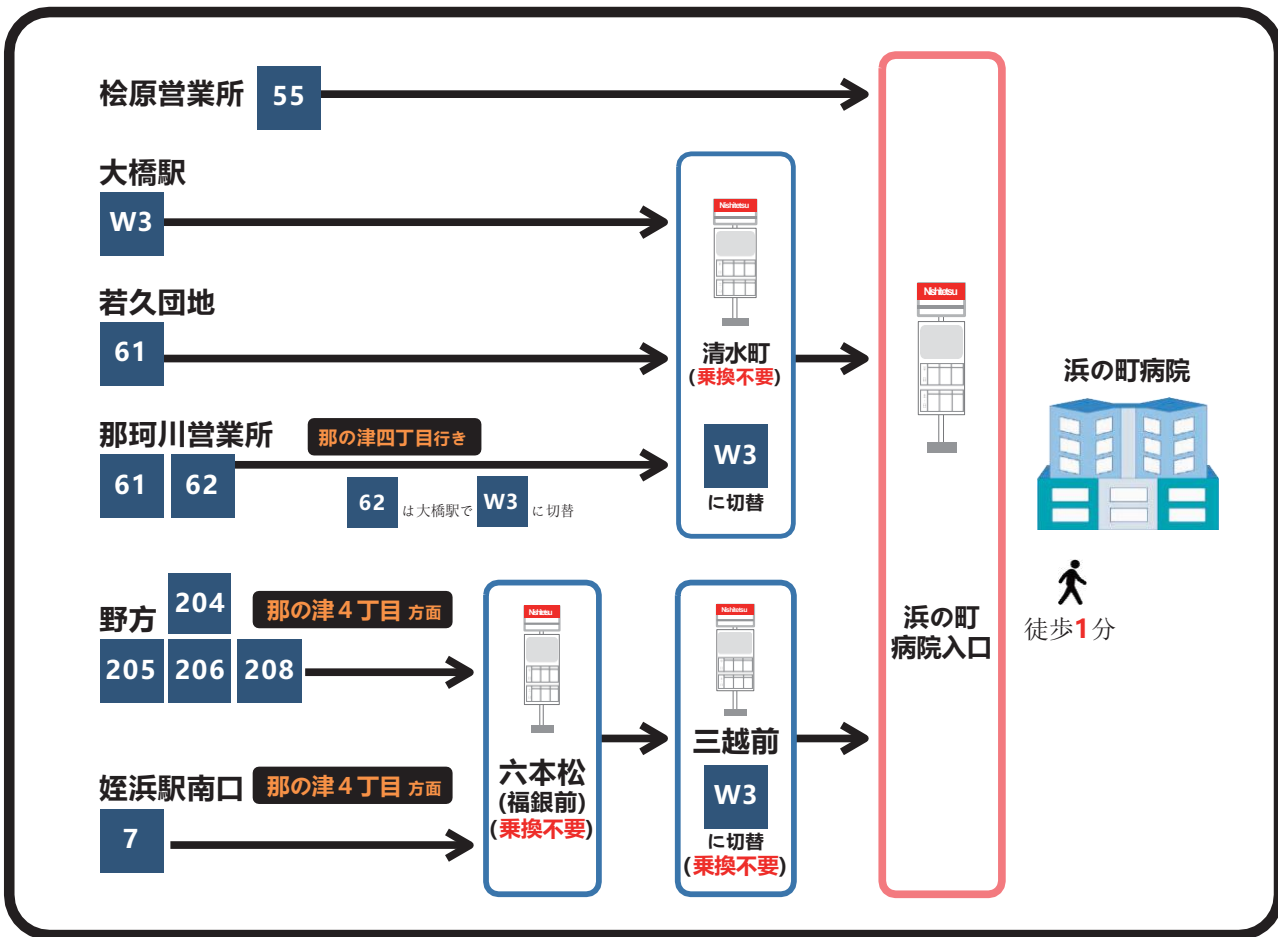 桧原営業所 55
大橋駅
W3
Nishitetsu
若久団地
61
清水町
(乗換不要)
那珂川営業所 那の津四丁目行き
61 62
62 は大橋駅で W3 に切替
W3
に切替
野方 204 那の津4丁目 方面
205 206 208
姪浜駅南口 那の津4丁目 方面
7
Nishitetsu
六本松
(福銀前)
(乗換不要)
Nishitetsu
三越前
W3
に切替
(乗換不要)
Nishitetsu
浜の町
病院入口
浜の町病院
徒歩1分